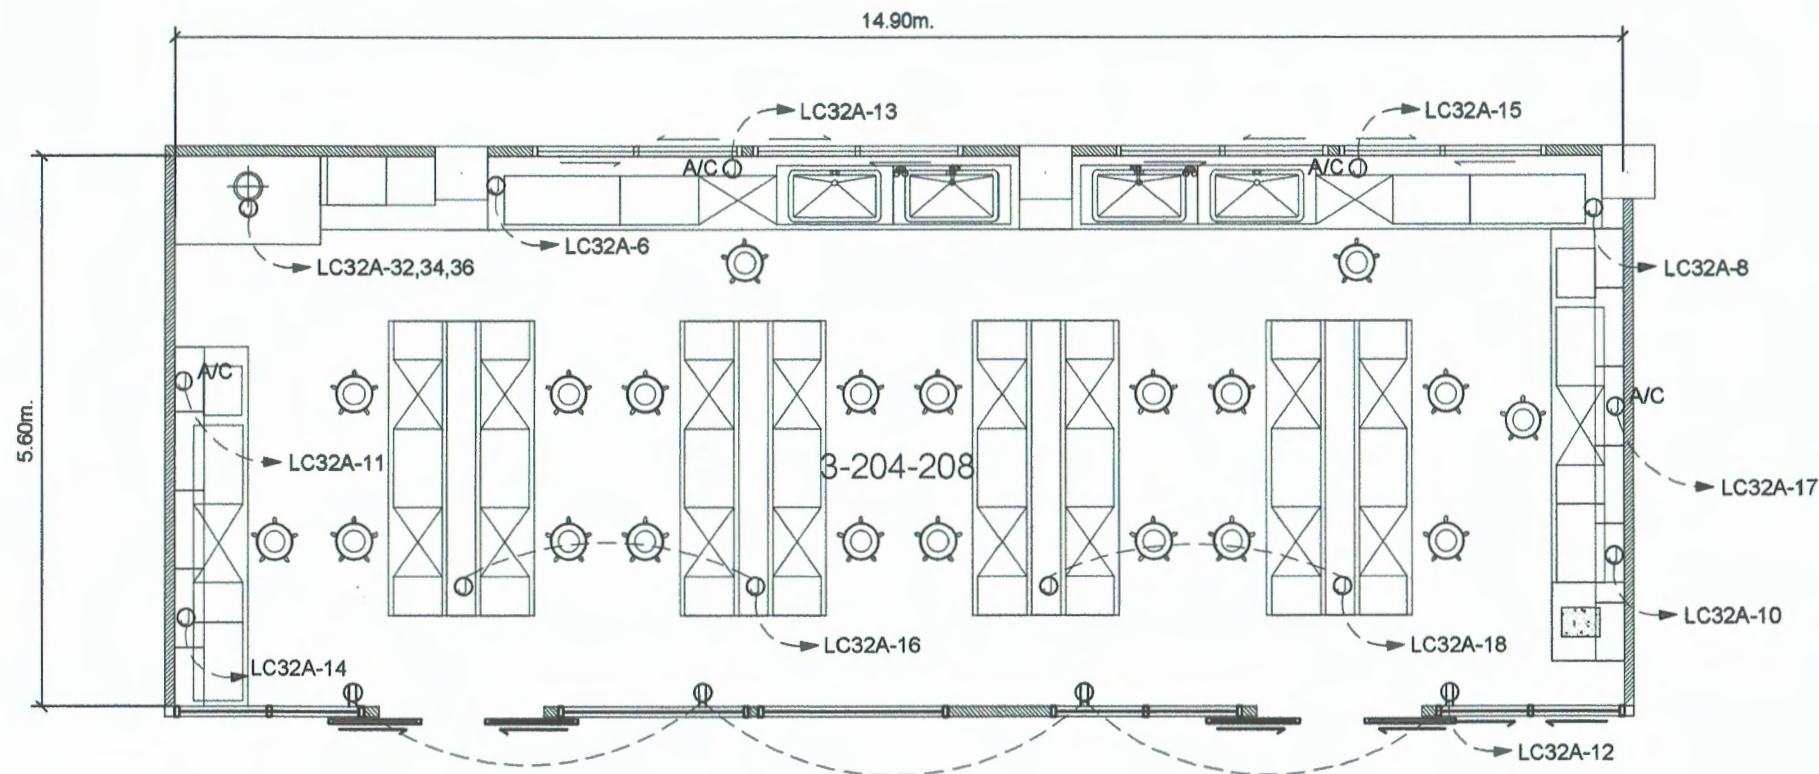 14.90m.
LC32A-13
LC32A-15
A/C
A/C
LC32A-6
LC32A-32,34,36
LC32A-8
5.60m.
A/C
A/C
LC32A-11
3-204-208
LC32A-17
LC32A-10
LC32A-16
LC32A-18
LC32A-14
LC32A-12